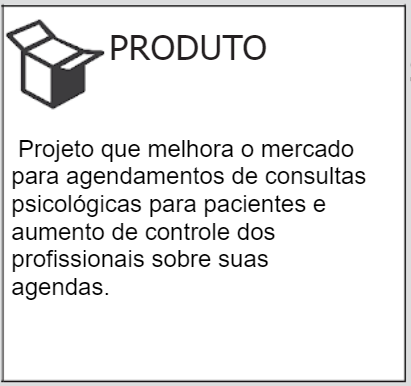 PRODUTO
Projeto que melhora o mercado
para agendamentos de consultas
psicológicas para pacientes e
aumento de controle dos
profissionais sobre suas
agendas.